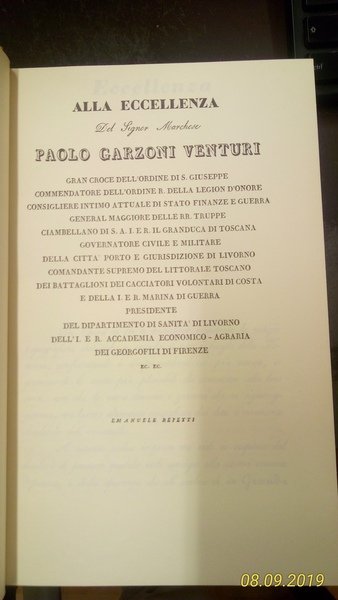 ALLA ECCELLENZA
Del Signor Marchese
PAOLO GARZONI VENTURI
GRAN CROCE DELL'ORDINE DI S. GIUSEPPE
COMMENDATORE DELL'ORDINE R. DELLA LEGION D'ONORE
CONSIGLIERE INTIMO ATTUALE DI STATO FINANZE E GUERRA
GENERAL MAGGIORE DELLE RR. TRUPPE
CIAMBELLANO DI S. A. I. E R. IL GRANDUCA DI TOSCANA
GOVERNATORE CIVILE E MILITARE
DELLA CITTA' PORTO E GIURISDIZIONE DI LIVORNO
COMANDANTE SUPREMO DEL LITTORALE TOSCANO
DEI BATTAGLIONI DEI CACCIATORI VOLONTARI DI COSTA
E DELLA I. E R. MARINA DI GUERRA
PRESIDENTE
DEL DIPARTIMENTO DI SANITA' DI LIVORNO
DELL'I. E R. ACCADEMIA ECONOMICO - AGRARIA
DEI GEORGOFILI DI FIRENZE
EC. EC.
EMANUELE REPETTI
08.09.2019